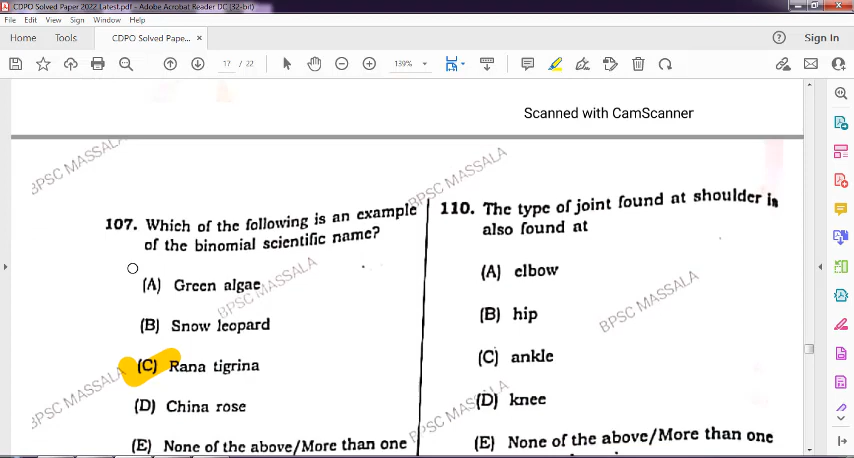 CDPO Solved Paper 2022 Latest.pdf - Adobe Acrobat Reader DC (32-bit)
File Edit View Sign Window Help
Home Tools CDPO Solved Pape... × Sign In
17 / 22 139%
Scanned with CamScanner
BPSC MASSALA
BPSC MASSALA
107. Which of the following is an example
of the binomial scientific name?
(A) Green algae
(B) Snow leopard
(C) Rana tigrina
(D) China rose
(E) None of the above/More than one
BPSC MASSALA
BPSC MASSALA
110. The type of joint found at shoulder is
also found at
(A) elbow
(B) hip
(C) ankle
(D) knee
(E) None of the above/More than one
BPSC MASSALA
BPSC MASSALA